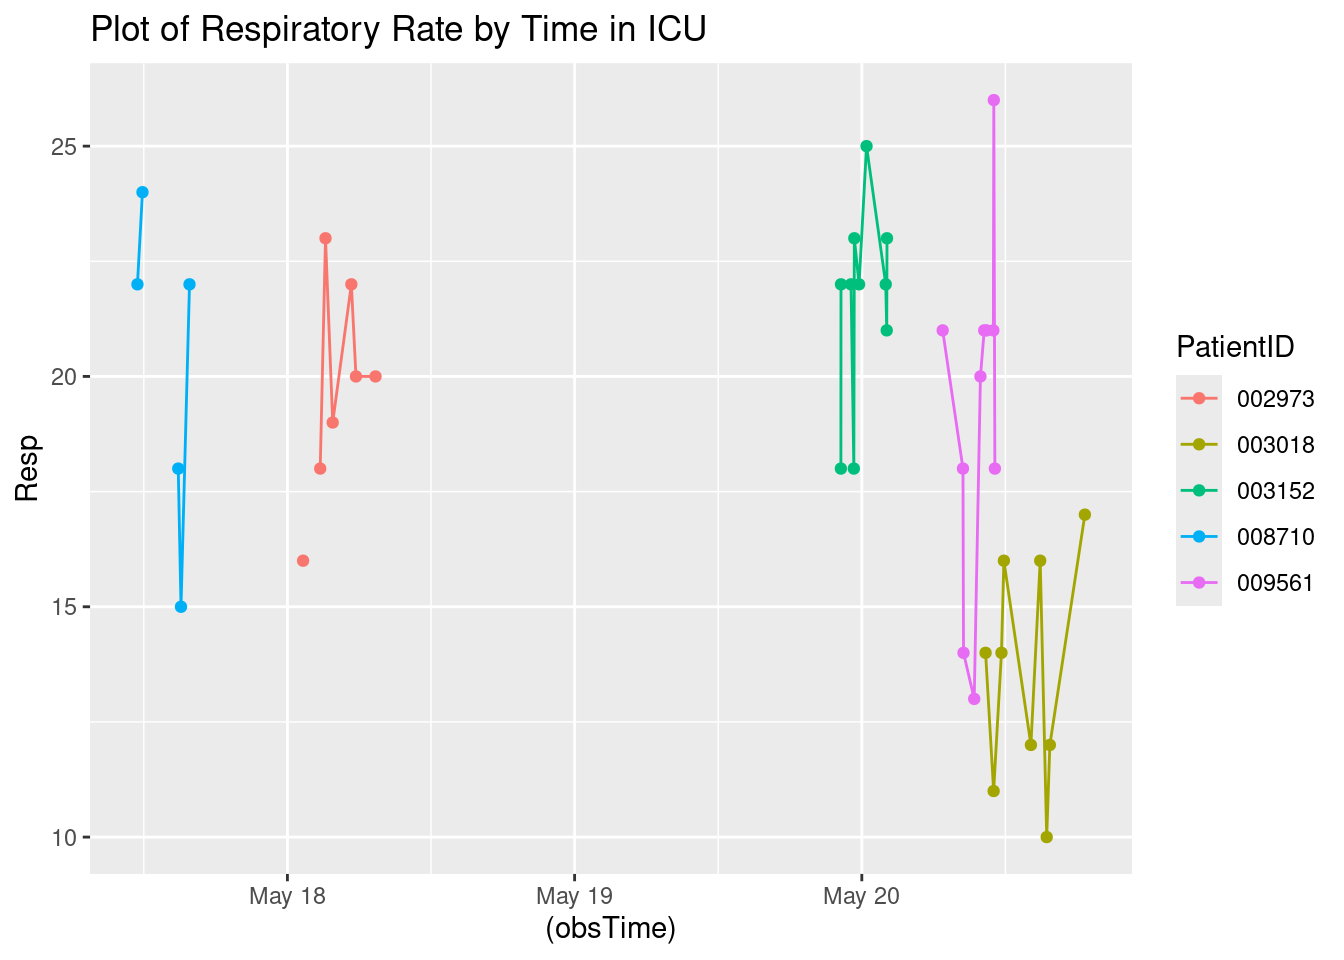 Plot of Respiratory Rate by Time in ICU
25
20
15
10
Resp
May 18
May 19
May 20
(obsTime)
PatientID
002973
003018
003152
008710
009561